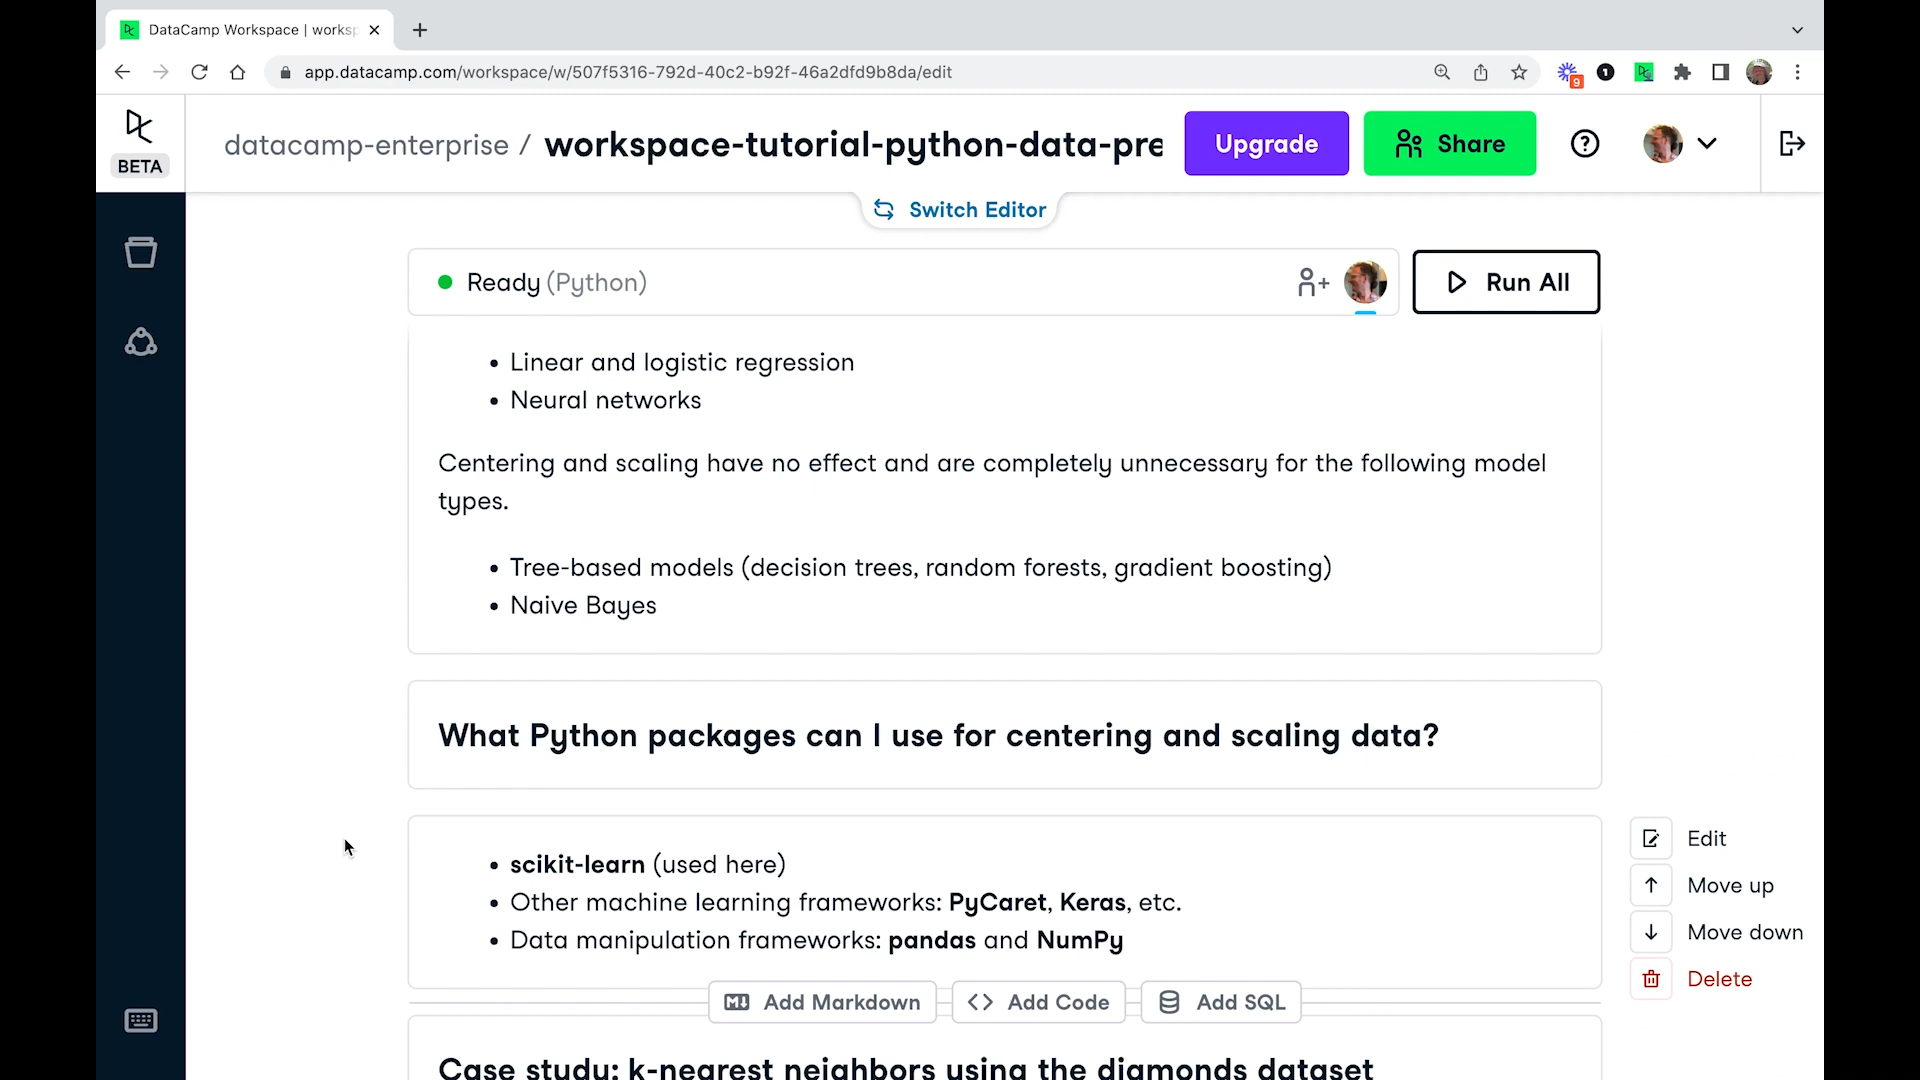 DataCamp Workspace | works
app.datacamp.com/workspace/w/507f5316-792d-40c2-b92f-46a2dfd9b8da/edit
9
1
BETA
datacamp-enterprise / workspace-tutorial-python-data-pre
Upgrade
Share
Switch Editor
Ready (Python)
Run All
• Linear and logistic regression
• Neural networks
Centering and scaling have no effect and are completely unnecessary for the following model
types.
• Tree-based models (decision trees, random forests, gradient boosting)
• Naive Bayes
What Python packages can I use for centering and scaling data?
• scikit-learn (used here)
• Other machine learning frameworks: PyCaret, Keras, etc.
• Data manipulation frameworks: pandas and NumPy
Edit
Move up
Move down
Delete
Add Markdown
Add Code
Add SQL
Case study: k-nearest neighbors using the diamonds dataset